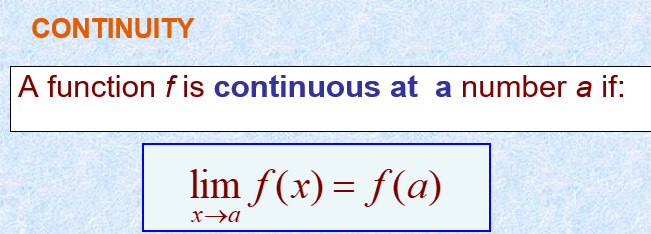 CONTINUITY
A function f is continuous at a number a if:
lim f(x) = f(a)
x→a